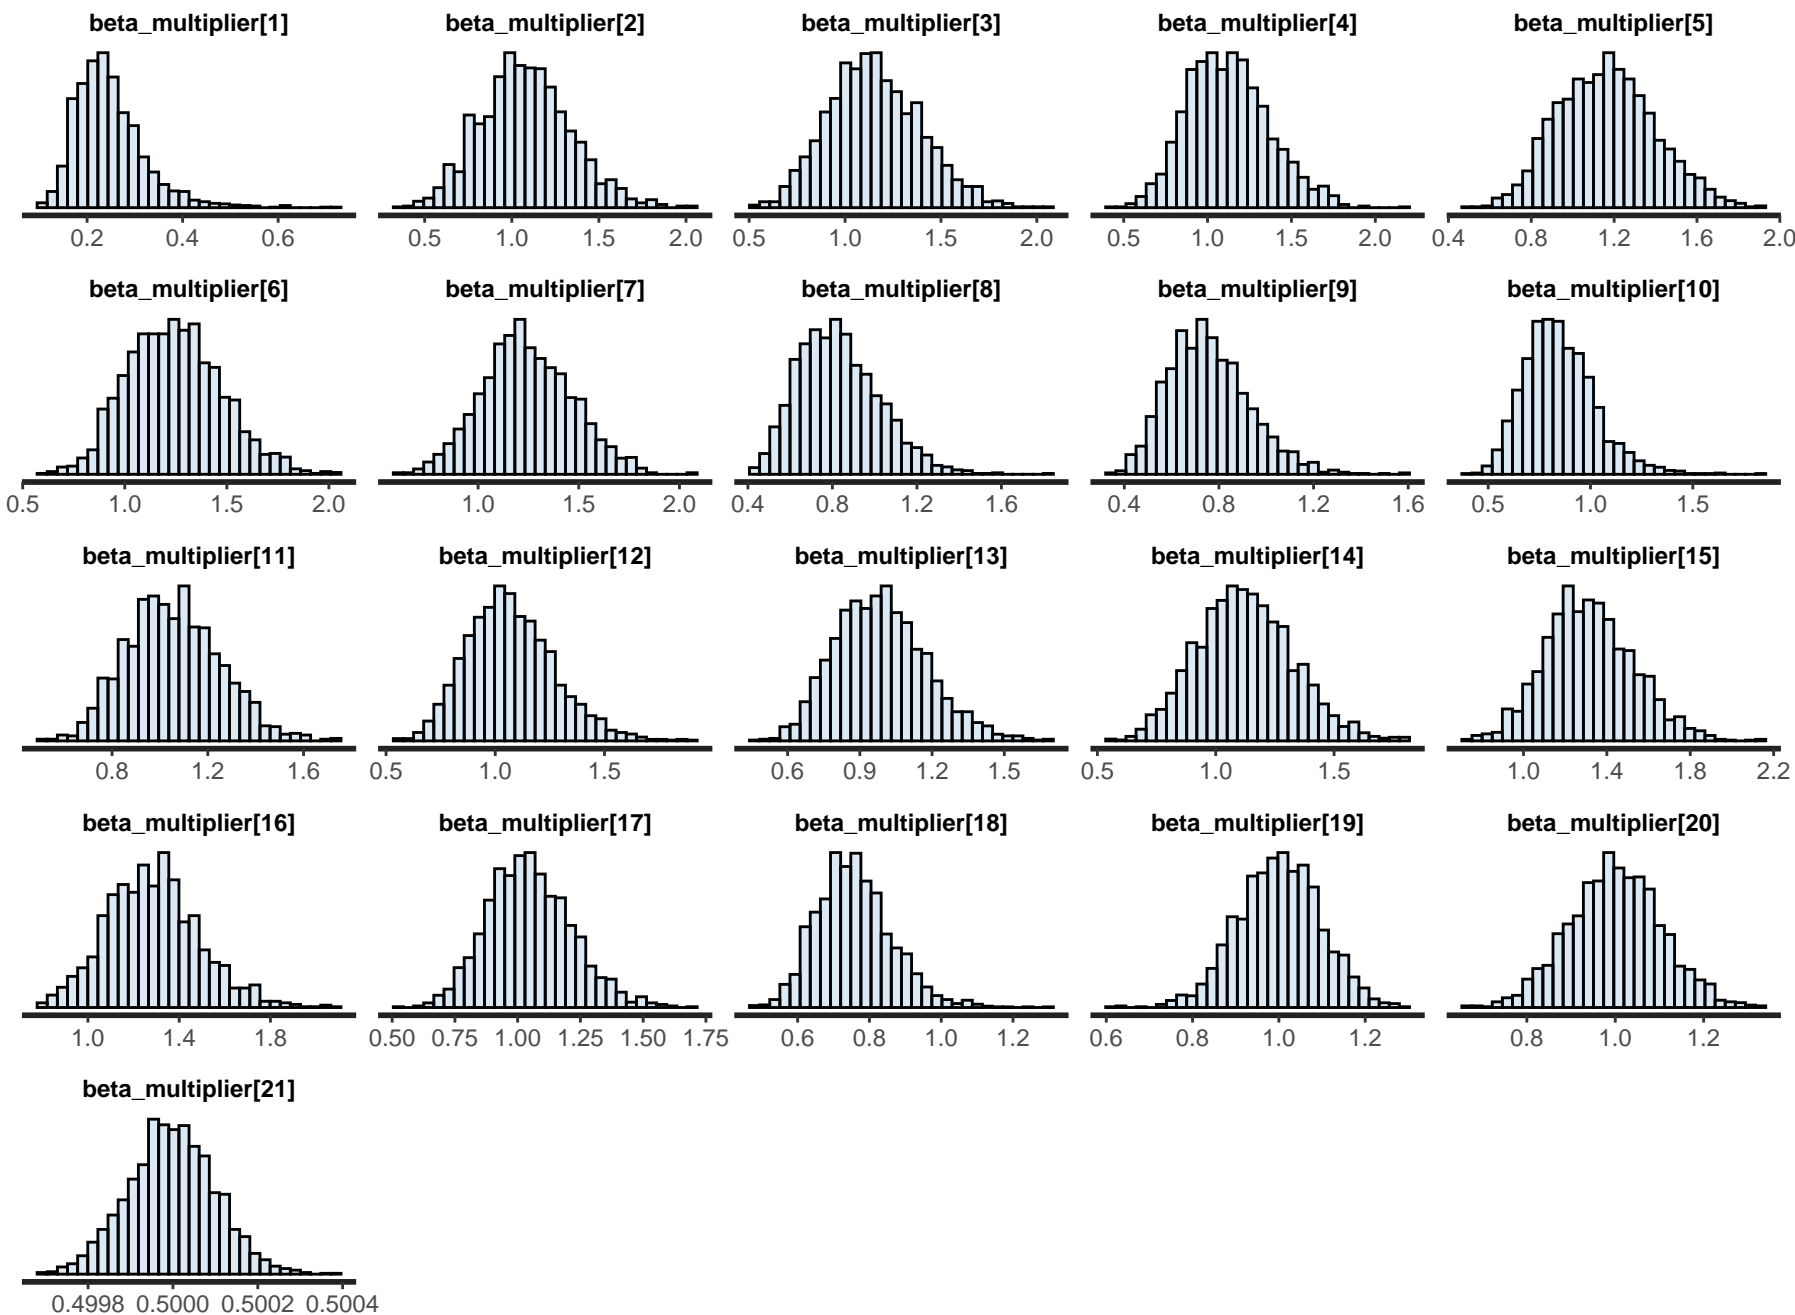 beta_multiplier[1] beta_multiplier[2] beta_multiplier[3] beta_multiplier[4] beta_multiplier[5]
0.2 0.4 0.6 0.5 1.0 1.5 2.0 0.5 1.0 1.5 2.0 0.5 1.0 1.5 2.0 0.4 0.8 1.2 1.6 2.0
beta_multiplier[6] beta_multiplier[7] beta_multiplier[8] beta_multiplier[9] beta_multiplier[10]
0.5 1.0 1.5 2.0 1.0 1.5 2.0 0.4 0.8 1.2 1.6 0.4 0.8 1.2 1.6 0.5 1.0 1.5
beta_multiplier[11] beta_multiplier[12] beta_multiplier[13] beta_multiplier[14] beta_multiplier[15]
0.8 1.2 1.6 0.5 1.0 1.5 0.6 0.9 1.2 1.5 0.5 1.0 1.5 1.0 1.4 1.8 2.2
beta_multiplier[16] beta_multiplier[17] beta_multiplier[18] beta_multiplier[19] beta_multiplier[20]
1.0 1.4 1.8 0.50 0.75 1.00 1.25 1.50 1.75 0.6 0.8 1.0 1.2 0.6 0.8 1.0 1.2 0.8 1.0 1.2
beta_multiplier[21]
0.4998 0.5000 0.5002 0.5004